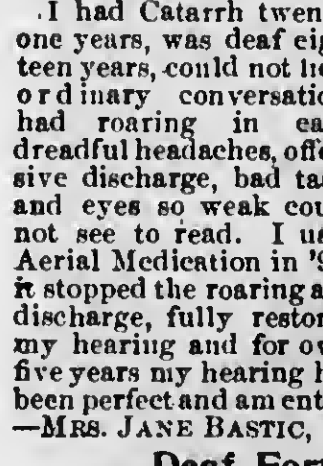 I had Catarrh twen
one years, was deaf eig
teen years, could not he
ordinary conversatio
had roaring in ea
dreadful headaches, offe
sive discharge, bad ta
and eyes so weak cou
not see to read. I us
Aerial Medication in '9
it stopped the roaring a
discharge, fully restor
my hearing and for ov
five years my hearing h
been perfect and am ent
—MRS. JANE BASTIC,
Deaf Fort